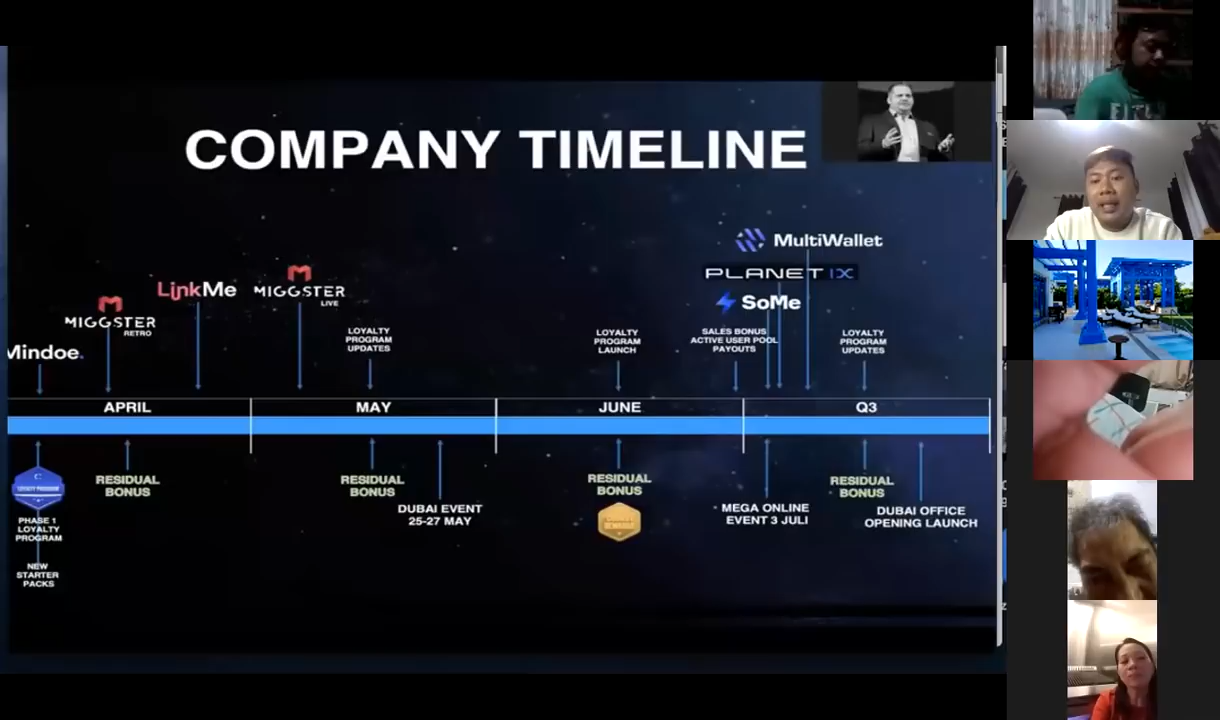 COMPANY TIMELINE
MultiWallet
PLANET IX
SoMe
LinkMe
MIGGSTER
LIVE
MIGGSTER
RETRO
Mindoe.
LOYALTY
PROGRAM
UPDATES
LOYALTY
PROGRAM
LAUNCH
SALES BONUS
ACTIVE USER POOL
PAYOUTS
LOYALTY
PROGRAM
UPDATES
APRIL
MAY
JUNE
Q3
LOYALTY PROGRAM
PHASE 1
LOYALTY
PROGRAM
NEW
STARTER
PACKS
RESIDUAL
BONUS
RESIDUAL
BONUS
DUBAI EVENT
25-27 MAY
RESIDUAL
BONUS
MEGA ONLINE
EVENT 3 JULI
RESIDUAL
BONUS
DUBAI OFFICE
OPENING LAUNCH